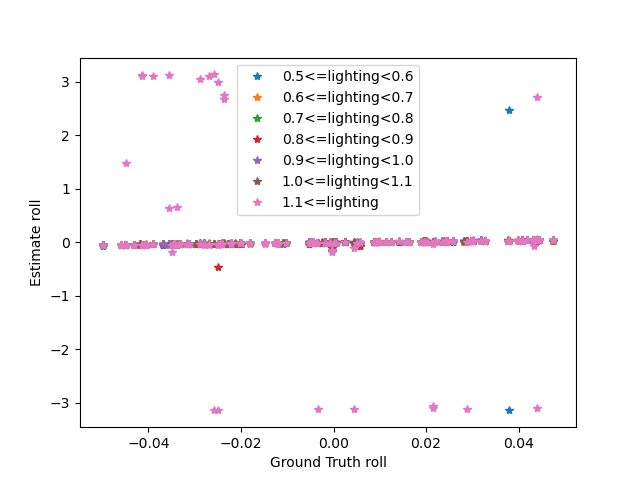 0.5<=lighting<0.6
0.6<=lighting<0.7
0.7<=lighting<0.8
0.8<=lighting<0.9
0.9<=lighting<1.0
1.0<=lighting<1.1
1.1<=lighting
3
2
1
0
−1
−2
−3
Estimate roll
−0.04 −0.02 0.00 0.02 0.04
Ground Truth roll